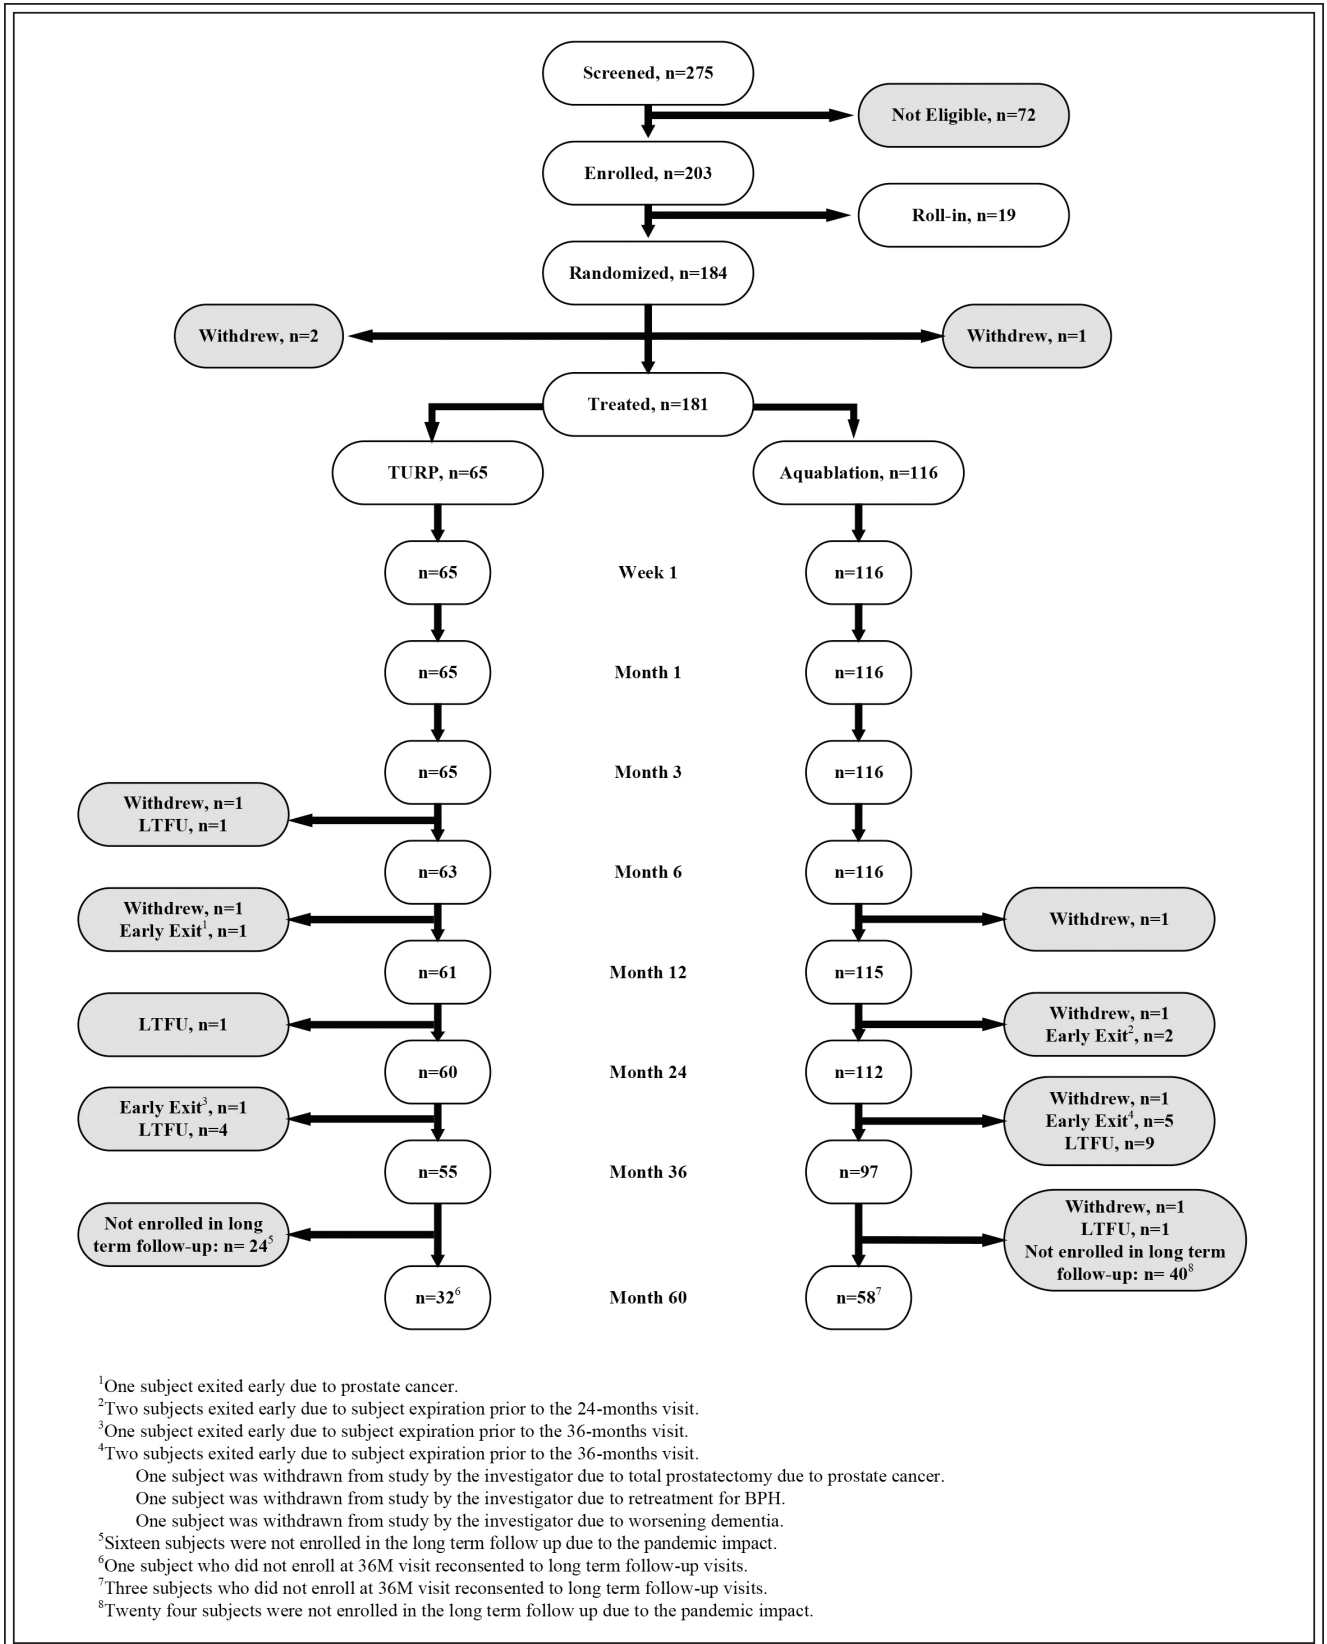 Screened, n=275
Not Eligible, n=72
Enrolled, n=203
Roll-in, n=19
Randomized, n=184
Withdrew, n=2
Withdrew, n=1
Treated, n=181
TURP, n=65
Aquablation, n=116
n=65
Week 1
n=116
n=65
Month 1
n=116
n=65
Month 3
n=116
Withdrew, n=1
LTFU, n=1
n=63
Month 6
n=116
Withdrew, n=1
Early Exit¹, n=1
Withdrew, n=1
n=61
Month 12
n=115
LTFU, n=1
Withdrew, n=1
Early Exit², n=2
n=60
Month 24
n=112
Early Exit³, n=1
LTFU, n=4
Withdrew, n=1
Early Exit⁴, n=5
LTFU, n=9
n=55
Month 36
n=97
Not enrolled in long
term follow-up: n= 24⁵
Withdrew, n=1
LTFU, n=1
Not enrolled in long term
follow-up: n= 40⁸
n=32⁶
Month 60
n=58⁷
¹One subject exited early due to prostate cancer.
²Two subjects exited early due to subject expiration prior to the 24-months visit.
³One subject exited early due to subject expiration prior to the 36-months visit.
⁴Two subjects exited early due to subject expiration prior to the 36-months visit.
One subject was withdrawn from study by the investigator due to total prostatectomy due to prostate cancer.
One subject was withdrawn from study by the investigator due to retreatment for BPH.
One subject was withdrawn from study by the investigator due to worsening dementia.
⁵Sixteen subjects were not enrolled in the long term follow up due to the pandemic impact.
⁶One subject who did not enroll at 36M visit reconsented to long term follow-up visits.
⁷Three subjects who did not enroll at 36M visit reconsented to long term follow-up visits.
⁸Twenty four subjects were not enrolled in the long term follow up due to the pandemic impact.